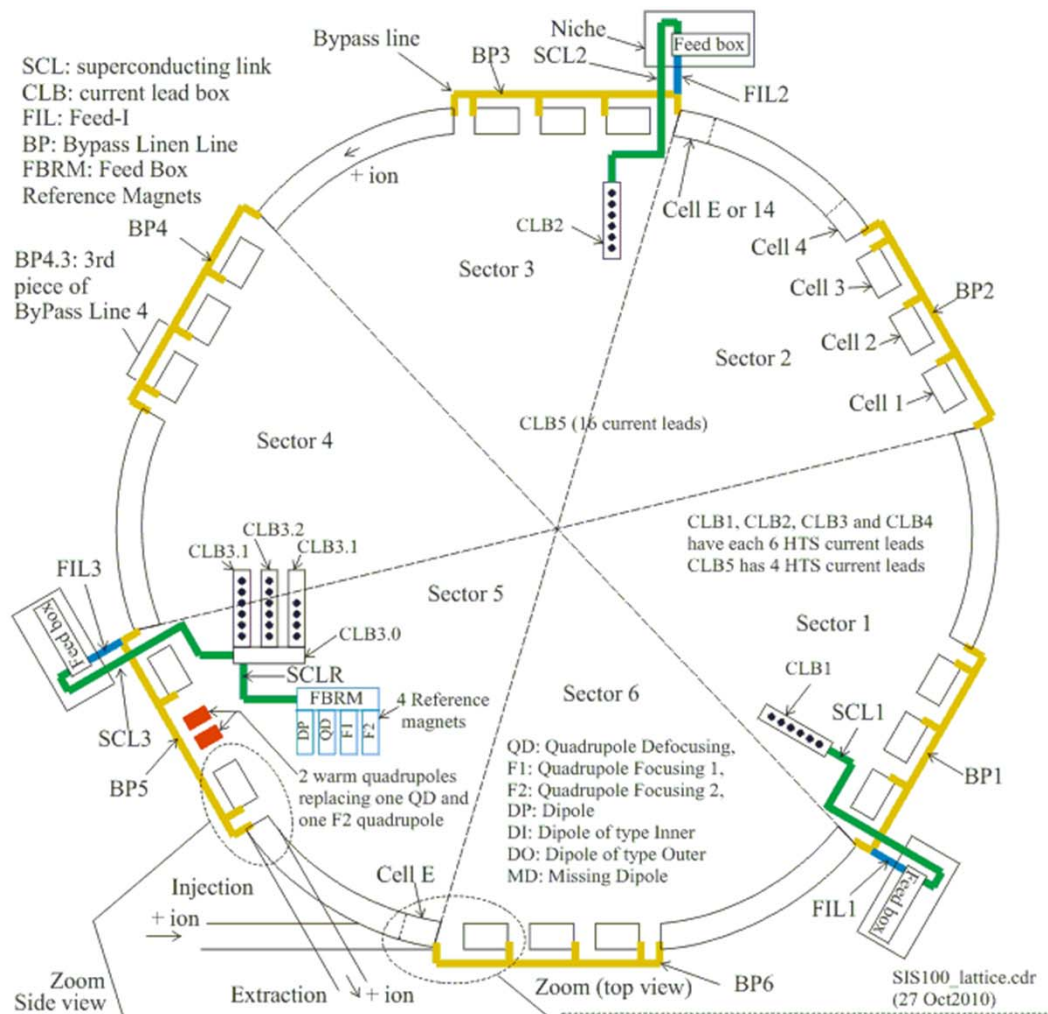 SCL: superconducting link
CLB: current lead box
FIL: Feed-I
BP: Bypass Linen Line
FBRM: Feed Box
Reference Magnets
Bypass line
BP3
Niche
SCL2
Feed box
FIL2
+ ion
CLB2
Cell E or 14
Cell 4
Cell 3
Cell 2
Cell 1
BP2
BP4
BP4.3: 3rd
piece of
ByPass Line 4
Sector 3
Sector 2
Sector 4
CLB5 (16 current leads)
CLB1, CLB2, CLB3 and CLB4
have each 6 HTS current leads
CLB5 has 4 HTS current leads
CLB3.2
CLB3.1
CLB3.1
FIL3
Feed box
CLB3.0
SCLR
Sector 5
Sector 1
CLB1
SCL1
FBRM
DP
QD
F1
F2
4 Reference
magnets
Sector 6
SCL3
BP5
2 warm quadrupoles
replacing one QD and
one F2 quadrupole
QD: Quadrupole Defocusing,
F1: Quadrupole Focusing 1,
F2: Quadrupole Focusing 2,
DP: Dipole
DI: Dipole of type Inner
DO: Dipole of type Outer
MD: Missing Dipole
BP1
FIL1
Feed box
Injection
+ ion
Cell E
Zoom
Side view
Extraction
+ ion
Zoom (top view)
BP6
SIS100_lattice.cdr
(27 Oct2010)